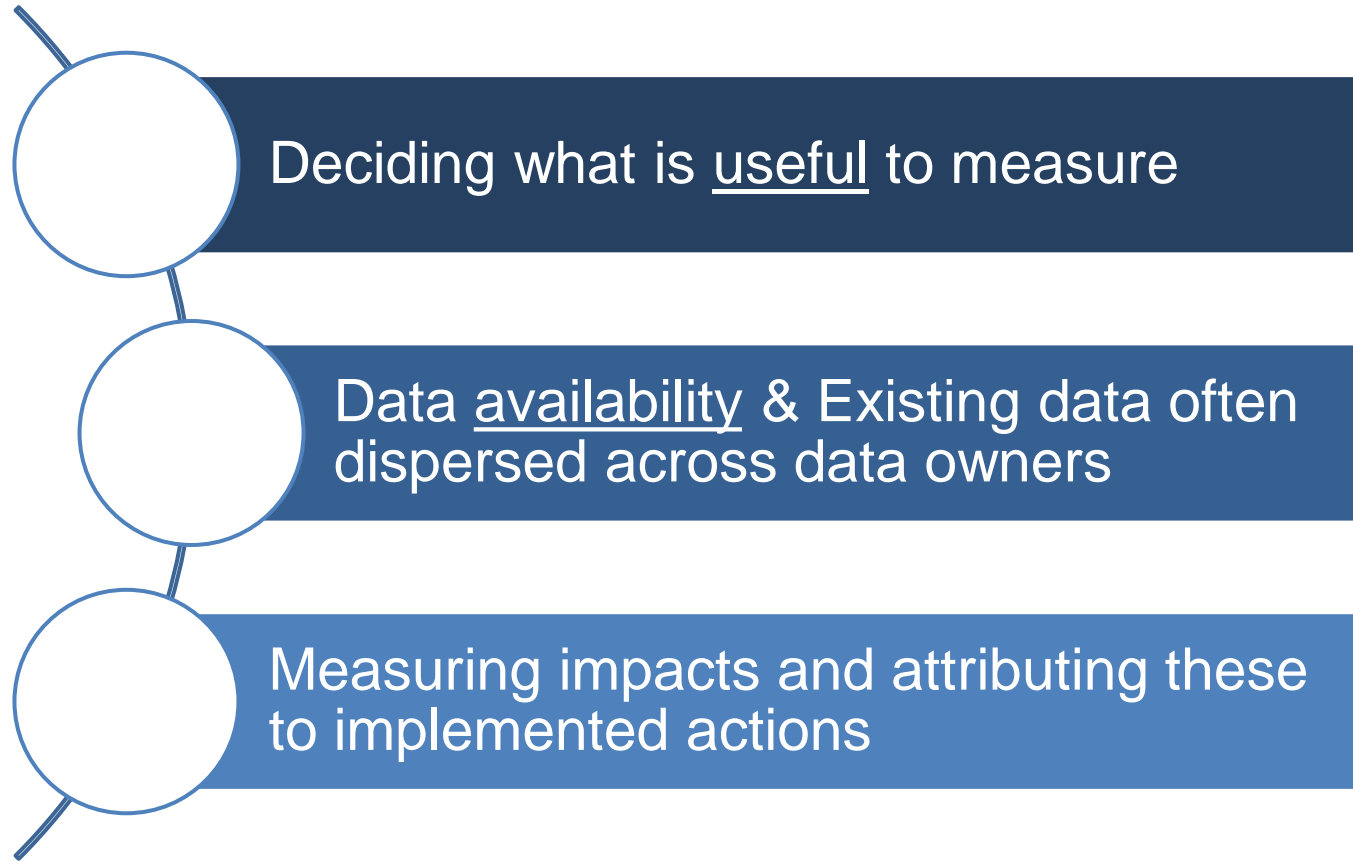 Deciding what is useful to measure
Data availability & Existing data often
dispersed across data owners
Measuring impacts and attributing these
to implemented actions